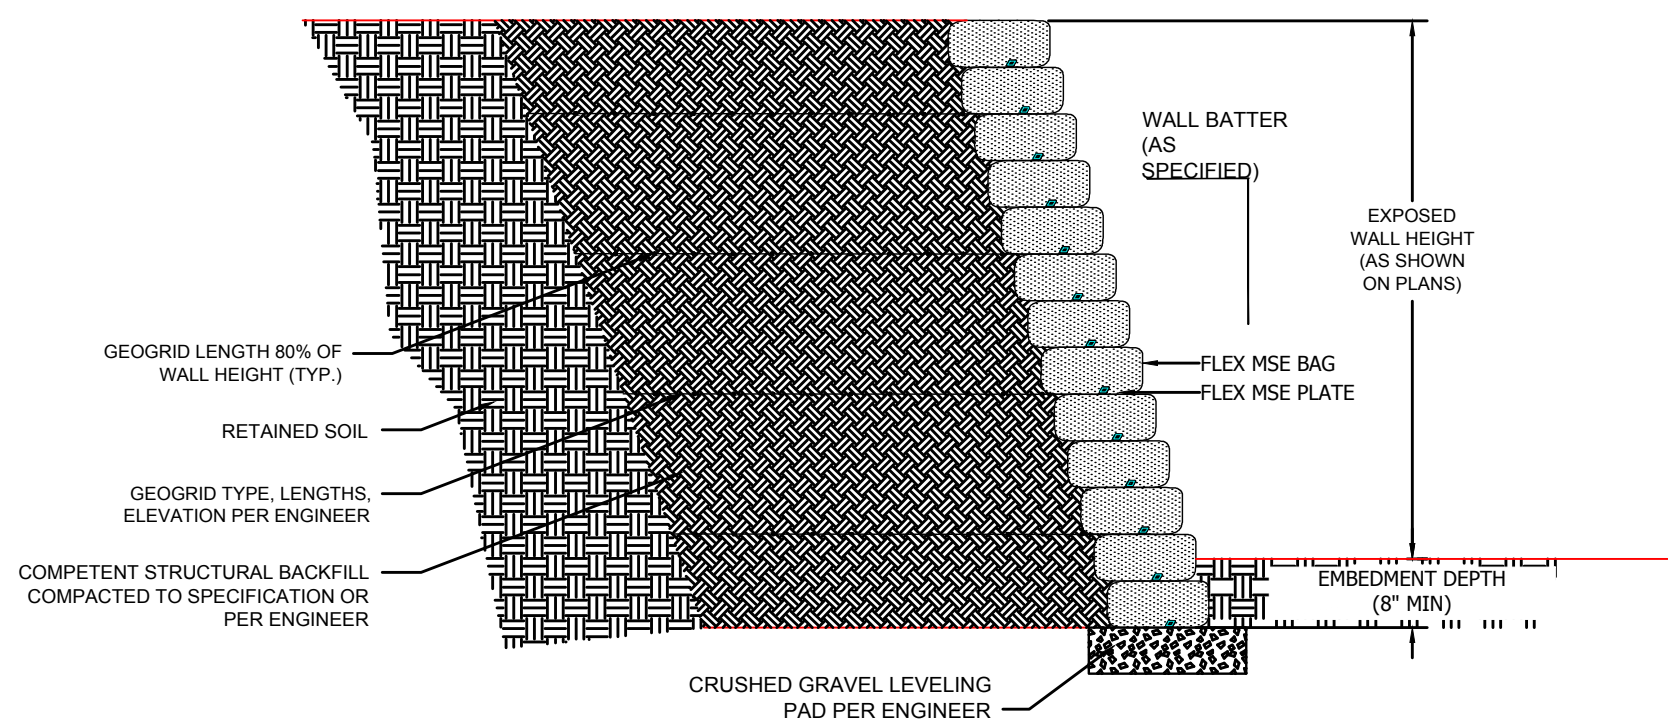 WALL BATTER
(AS
SPECIFIED)
EXPOSED
WALL HEIGHT
(AS SHOWN
ON PLANS)
GEOGRID LENGTH 80% OF
WALL HEIGHT (TYP.)
FLEX MSE BAG
FLEX MSE PLATE
RETAINED SOIL
GEOGRID TYPE, LENGTHS,
ELEVATION PER ENGINEER
COMPETENT STRUCTURAL BACKFILL
COMPACTED TO SPECIFICATION OR
PER ENGINEER
EMBEDMENT DEPTH
(8" MIN)
CRUSHED GRAVEL LEVELING
PAD PER ENGINEER